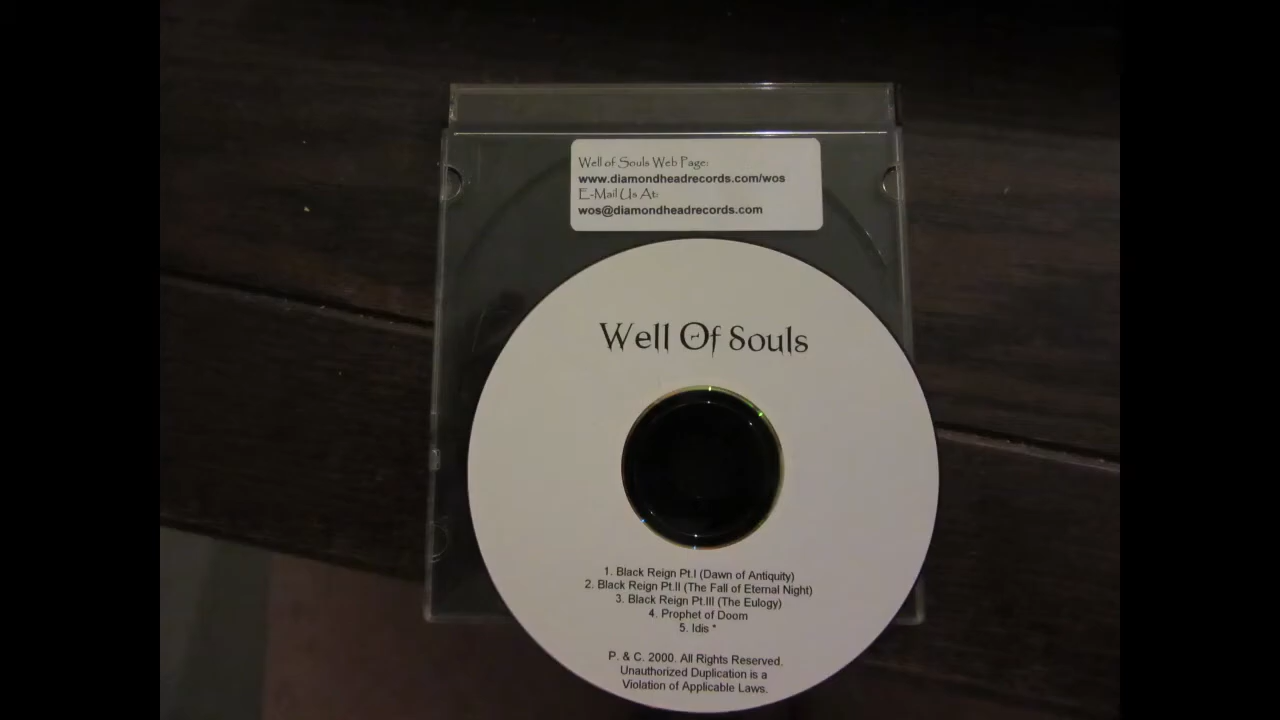 Well of Souls Web Page:
www.diamondheadrecords.com/wos
E-Mail Us At:
wos@diamondheadrecords.com
Well Of Souls
1. Black Reign Pt.I (Dawn of Antiquity)
2. Black Reign Pt.II (The Fall of Eternal Night)
3. Black Reign Pt.III (The Eulogy)
4. Prophet of Doom
5. Idis *
P. & C. 2000. All Rights Reserved.
Unauthorized Duplication is a
Violation of Applicable Laws.